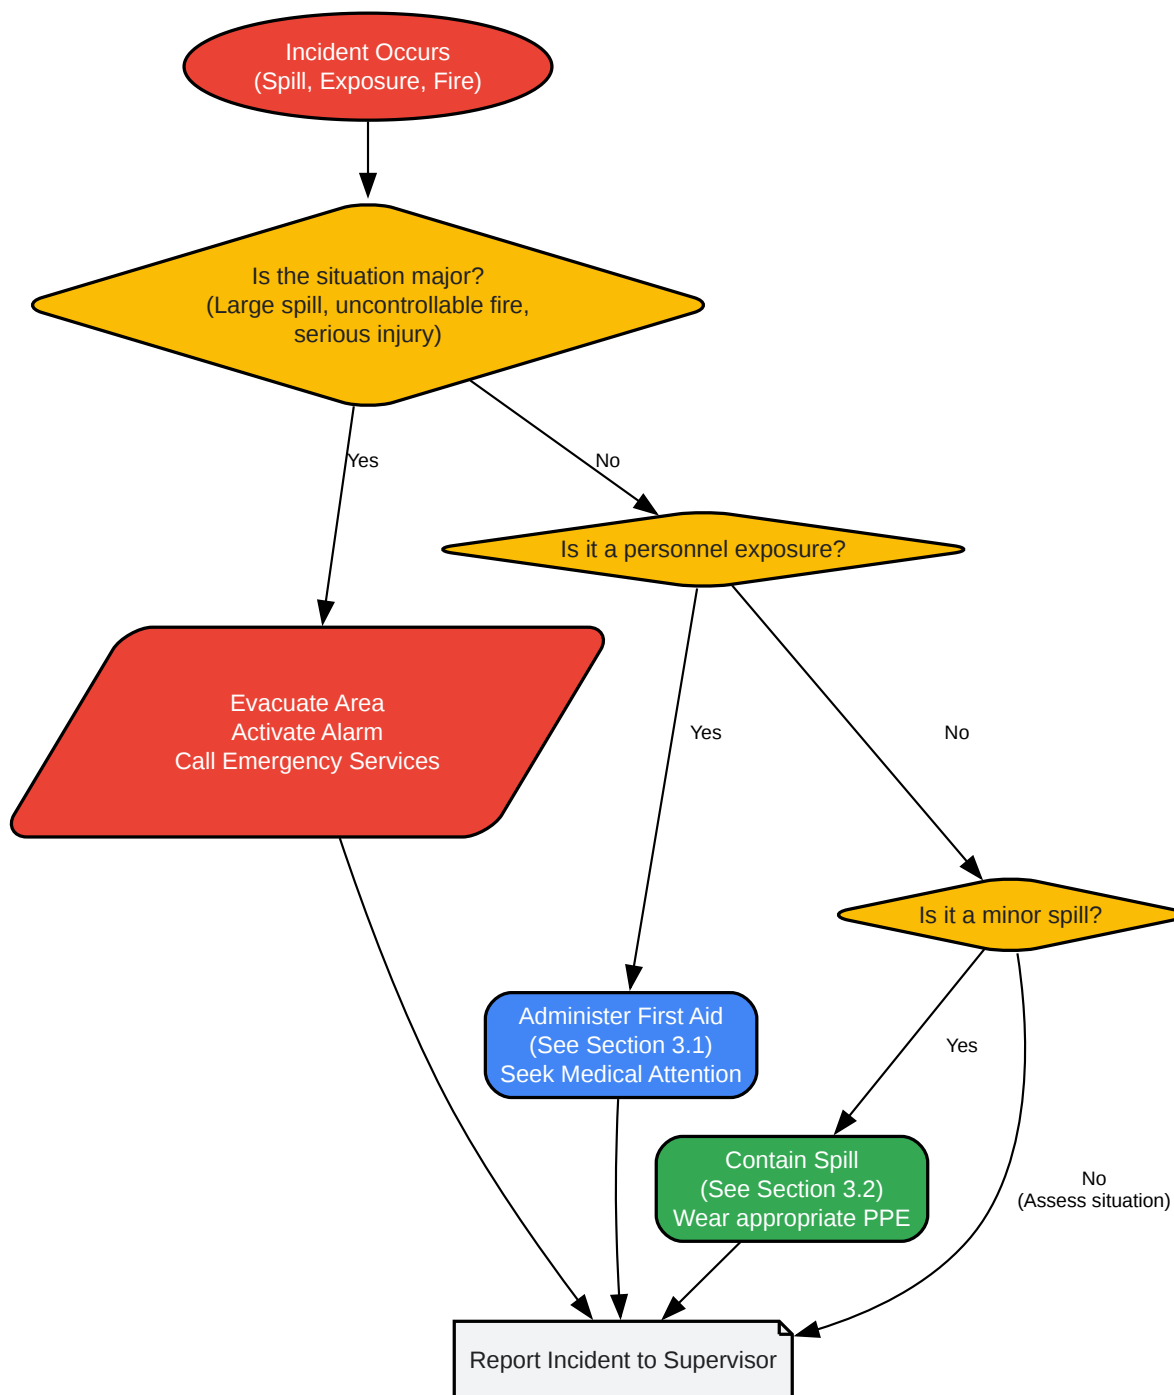 Incident Occurs
(Spill, Exposure, Fire)
Is the situation major?
(Large spill, uncontrollable fire,
serious injury)
Yes
No
Is it a personnel exposure?
Evacuate Area
Activate Alarm
Call Emergency Services
Yes
No
Is it a minor spill?
Administer First Aid
(See Section 3.1)
Seek Medical Attention
Yes
Contain Spill
(See Section 3.2)
Wear appropriate PPE
No
(Assess situation)
Report Incident to Supervisor